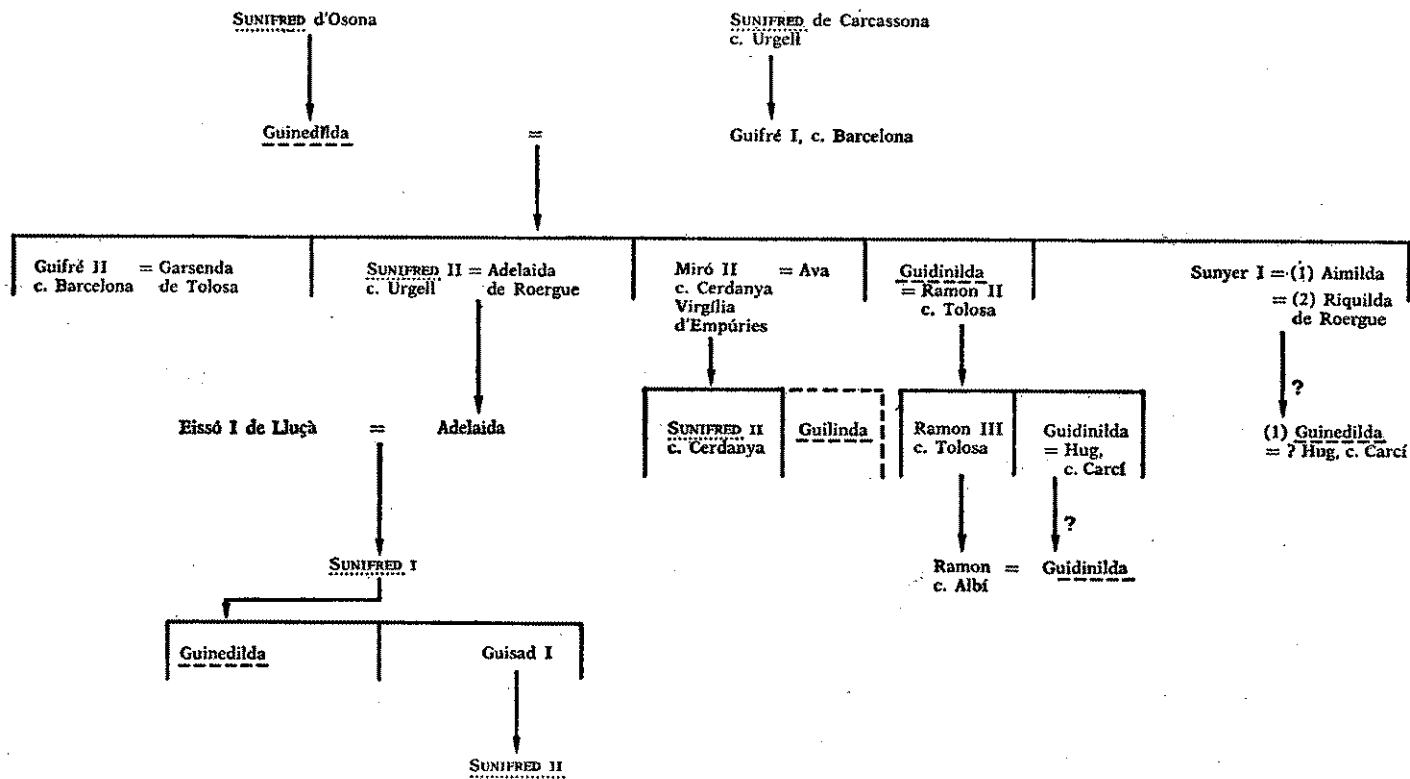 SUNIFRED d'Osona
SUNIFRED de Carcassona
c. Urgell
Guinedilda = Guifré I, c. Barcelona
Guifré II = Garsenda
c. Barcelona de Tolosa
SUNIFRED II = Adelaida
c. Urgell de Roergue
Miró II = Ava
c. Cerdanya
Virgília
d'Empúries
Guidinilda
= Ramon II
c. Tolosa
Sunyer I = (1) Aimilda
= (2) Riquilda
de Roergue
?
Eissó I de Lluçà = Adelaida
SUNIFRED II
c. Cerdanya
Guilinda
Ramon III
c. Tolosa
Guidinilda
= Hug,
c. Carcí
(1) Guinedilda
= ? Hug, c. Carcí
?
SUNIFRED I
Ramon = Guidinilda
c. Albí
Guinedilda
Guisad I
SUNIFRED II